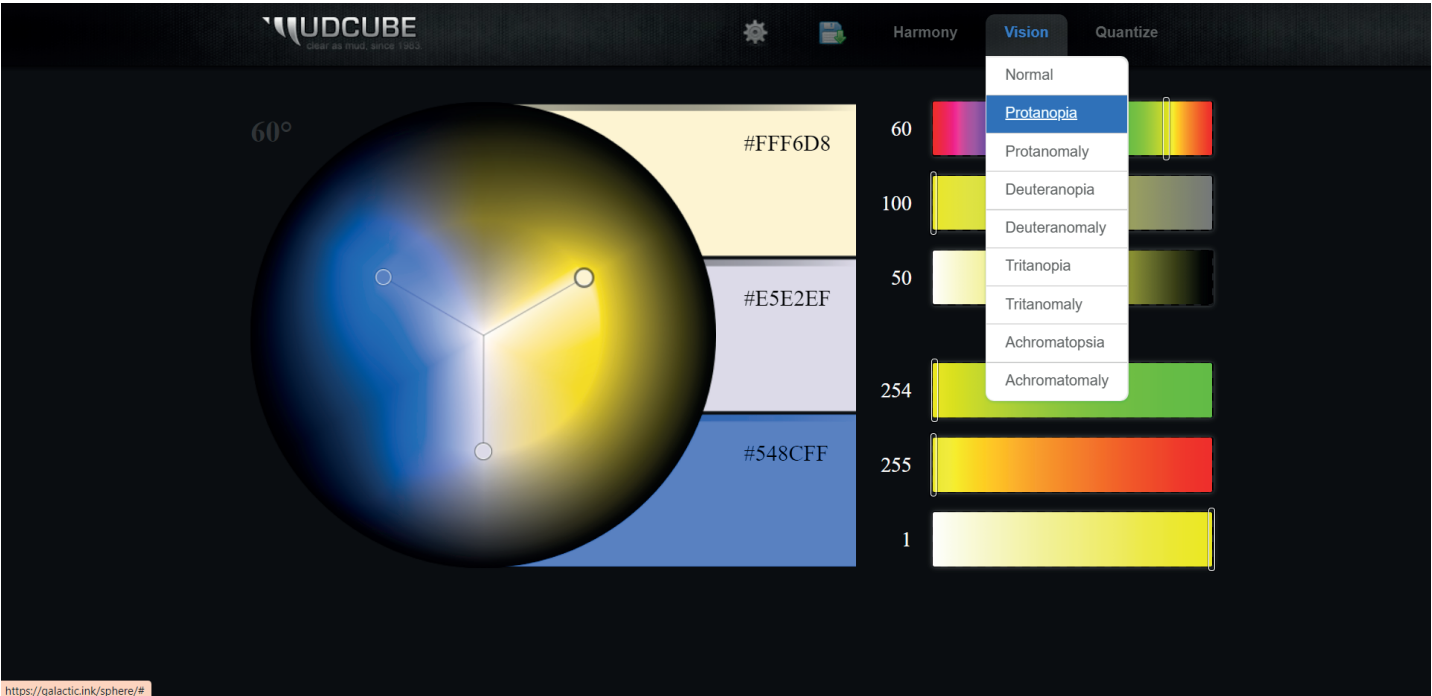 MUDCUBE
clear as mud, since 1983.
Harmony
Vision
Quantize
Normal
Protanopia
Protanomaly
Deuteranopia
Deuteranomaly
Tritanopia
Tritanomaly
Achromatopsia
Achromatomaly
60°
#FFF6D8
#E5E2EF
#548CFF
60
100
50
254
255
1
https://galactic.ink/sphere/#